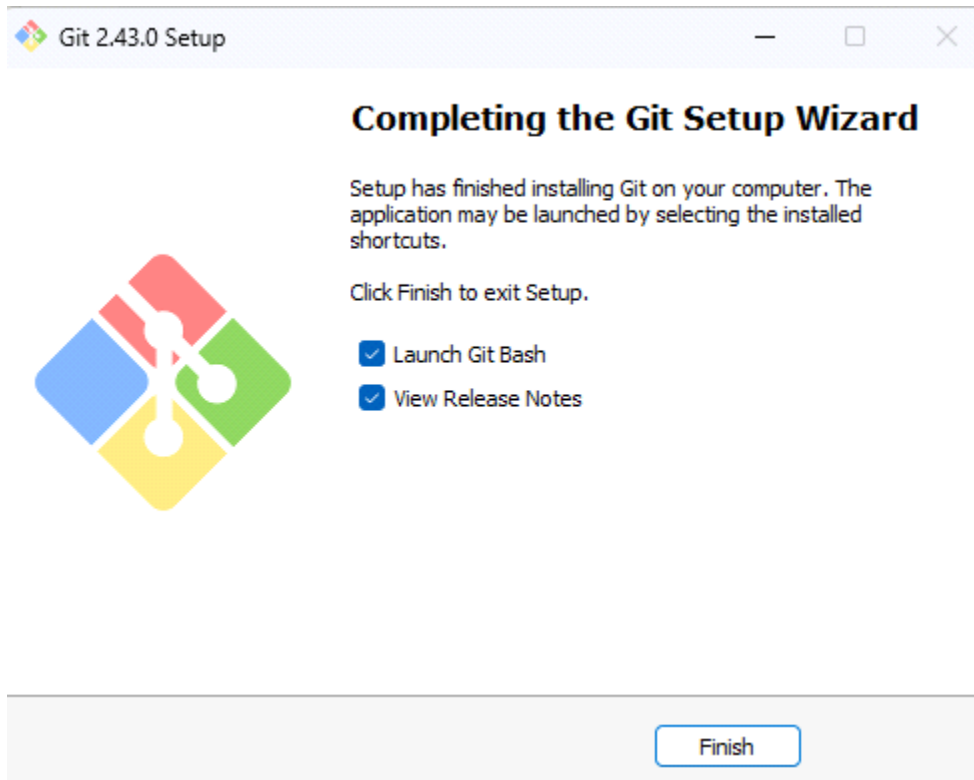 Git 2.43.0 Setup
Completing the Git Setup Wizard
Setup has finished installing Git on your computer. The
application may be launched by selecting the installed
shortcuts.
Click Finish to exit Setup.
Launch Git Bash
View Release Notes
Finish